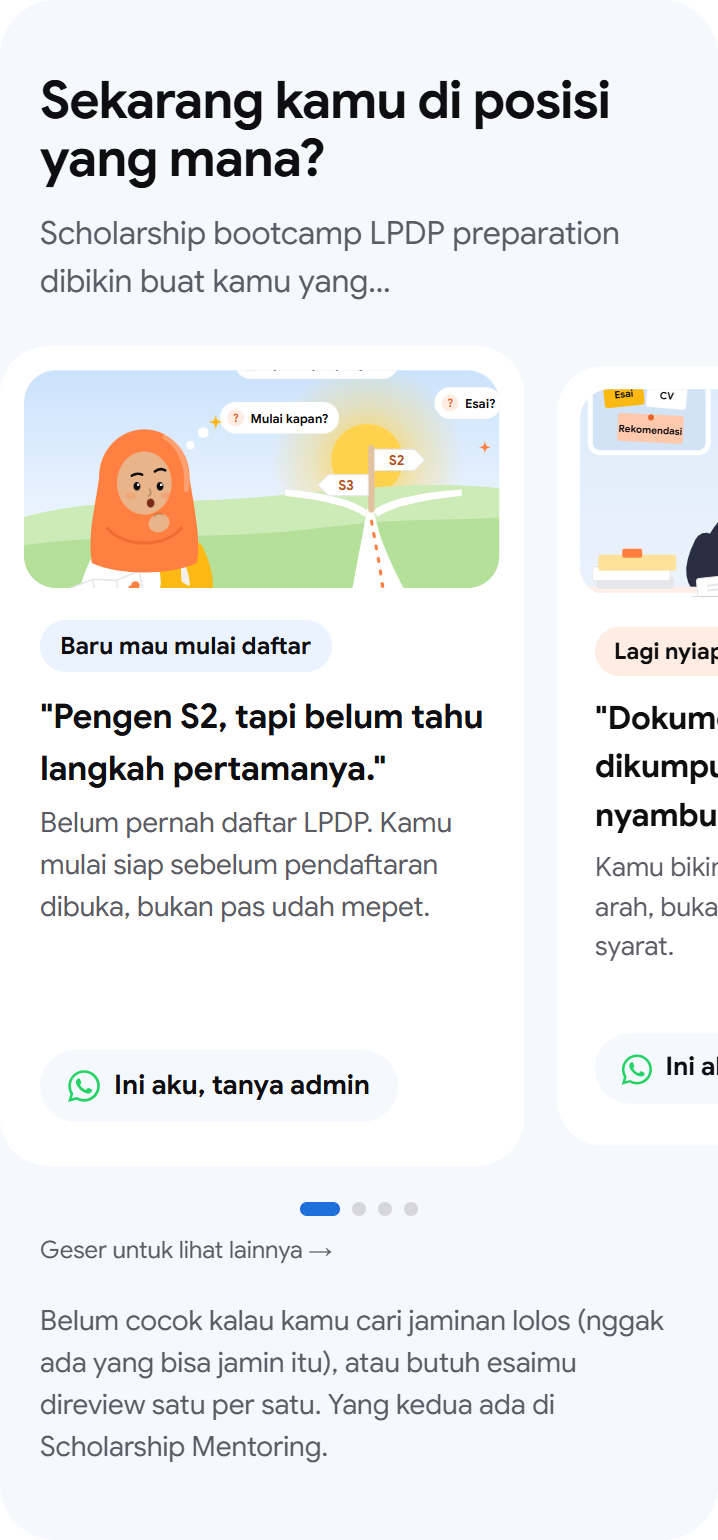 Sekarang kamu di posisi
yang mana?
Scholarship bootcamp LPDP preparation
dibikin buat kamu yang...
? Mulai kapan?
? Esai?
S2
S3
Baru mau mulai daftar
"Pengen S2, tapi belum tahu
langkah pertamanya."
Belum pernah daftar LPDP. Kamu
mulai siap sebelum pendaftaran
dibuka, bukan pas udah mepet.
Ini aku, tanya admin
Esai
CV
Rekomendasi
Lagi
Kamu
arah,
syarat.
Ini
Geser untuk lihat lainnya →
Belum cocok kalau kamu cari jaminan lolos (nggak
ada yang bisa jamin itu), atau butuh esaimu
direview satu per satu. Yang kedua ada di
Scholarship Mentoring.